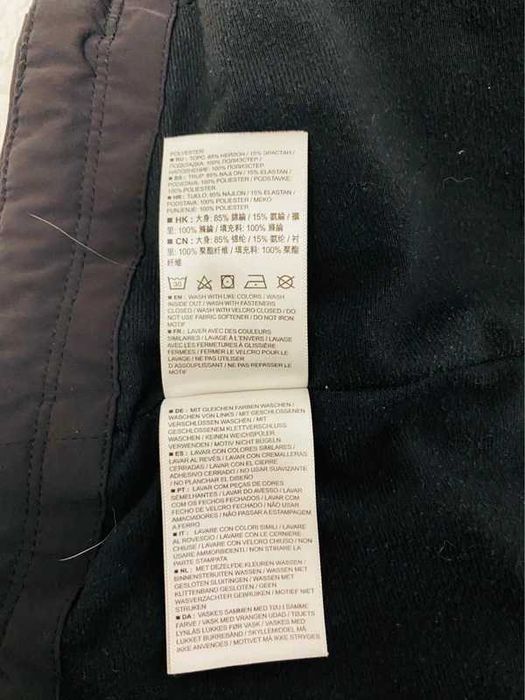 POLYESTER
■ RU: ТОРС: 85% НЕЙЛОН / 15% ЭЛАСТАН /
ПОДКЛАДКА: 100% ПОЛИЭСТЕР /
НАПОЛНЕНИЕ: 100% ПОЛИЭСТЕР
TRUP: 85% NAJLON / 15% ELASTAN /
PODSTAVA: 100% POLIESTER / PODSTAVKE:
100% POLIESTER
■ HR: TIJELO: 85% NAJLON / 15% ELASTAN /
PODSTAVA: 100% POLIESTER / MEKO
PUNJENJE: 100% POLIESTER
■ HK: 大身: 85% 錦綸 / 15% 氨綸 / 襯
里: 100% 滌綸 / 填充料: 100% 滌綸
■ CN: 大身: 85% 锦纶 / 15% 氨纶 / 衬
里: 100% 聚酯纤维 / 填充料: 100% 聚酯
纤维
30
■ EN: WASH WITH LIKE COLORS / WASH
INSIDE OUT / WASH WITH FASTENERS
CLOSED / WASH WITH VELCRO CLOSED / DO
NOT USE FABRIC SOFTENER / DO NOT IRON
MOTIF
■ FR: LAVER AVEC DES COULEURS
SIMILAIRES / LAVAGE À L'ENVERS / LAVAGE
AVEC LES FERMETURES À GLISSIÈRE
FERMÉES / FERMER LE VELCRO POUR LE
LAVAGE / NE PAS UTILISER
D'ASSOUPLISSANT / NE PAS REPASSER LE
MOTIF
■ DE: MIT GLEICHEN FARBEN WASCHEN /
WASCHEN VON LINKS / MIT GESCHLOSSENEN
VERSCHLÜSSEN WASCHEN / MIT
GESCHLOSSENEM KLETTVERSCHLUSS
WASCHEN / KEINEN WEICHSPÜLER
VERWENDEN / MOTIV NICHT BÜGELN
■ ES: LAVAR CON COLORES SIMILARES /
LAVAR AL REVÉS / LAVAR CON CREMALLERAS
CERRADAS / LAVAR CON EL CIERRE
ADHESIVO CERRADO / NO USAR SUAVIZANTE
/ NO PLANCHAR EL DISEÑO
■ PT: LAVAR COM PEÇAS DE CORES
SEMELHANTES / LAVAR DO AVESSO / LAVAR
COM OS FECHOS FECHADOS / LAVAR COM O
FECHO DE VELCRO FECHADO / NÃO USAR
AMACIADORES / NÃO PASSAR A ESTAMPAGEM
A FERRO
■ IT: LAVARE CON COLORI SIMILI / LAVARE
AL ROVESCIO / LAVARE CON LE CERNIERE
CHIUSE / LAVARE CON VELCRO CHIUSO / NON
USARE AMMORBIDENTI / NON STIRARE LA
PARTE STAMPATA
■ NL: MET DEZELFDE KLEUREN WASSEN /
BINNENSTEBUITEN WASSEN / WASSEN MET
GESLOTEN SLUITINGEN / WASSEN MET
KLITTENBAND GESLOTEN / GEEN
WASVERZACHTER GEBRUIKEN / MOTIEF NIET
STRIJKEN
■ DA: VASKES SAMMEN MED TØJ I SAMME
FARVE / VASK MED VRANGEN UDAD / TØJETS
LYNLÅS LUKKES FØR VASK / VASKES MED
LUKKET BURREBÅND / SKYLLEMIDDEL MÅ
IKKE ANVENDES / MOTIVET MÅ IKKE STRYGES